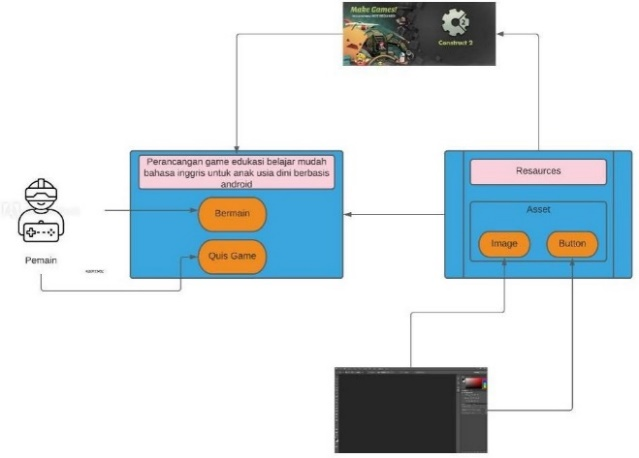 Make Games!
Construct 2
Perancangan game edukasi belajar mudah
bahasa inggris untuk anak usia dini berbasis
android
Bermain
Quis Game
Pemain
Resaurces
Asset
Image
Button